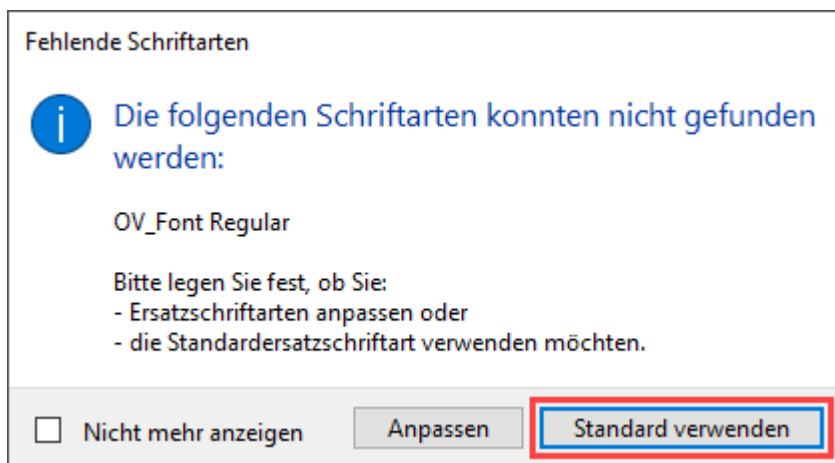 Fehlende Schriftarten
Die folgenden Schriftarten konnten nicht gefunden
werden:
OV_Font Regular
Bitte legen Sie fest, ob Sie:
- Ersatzschriftarten anpassen oder
- die Standardersatzschriftart verwenden möchten.
Nicht mehr anzeigen
Anpassen
Standard verwenden